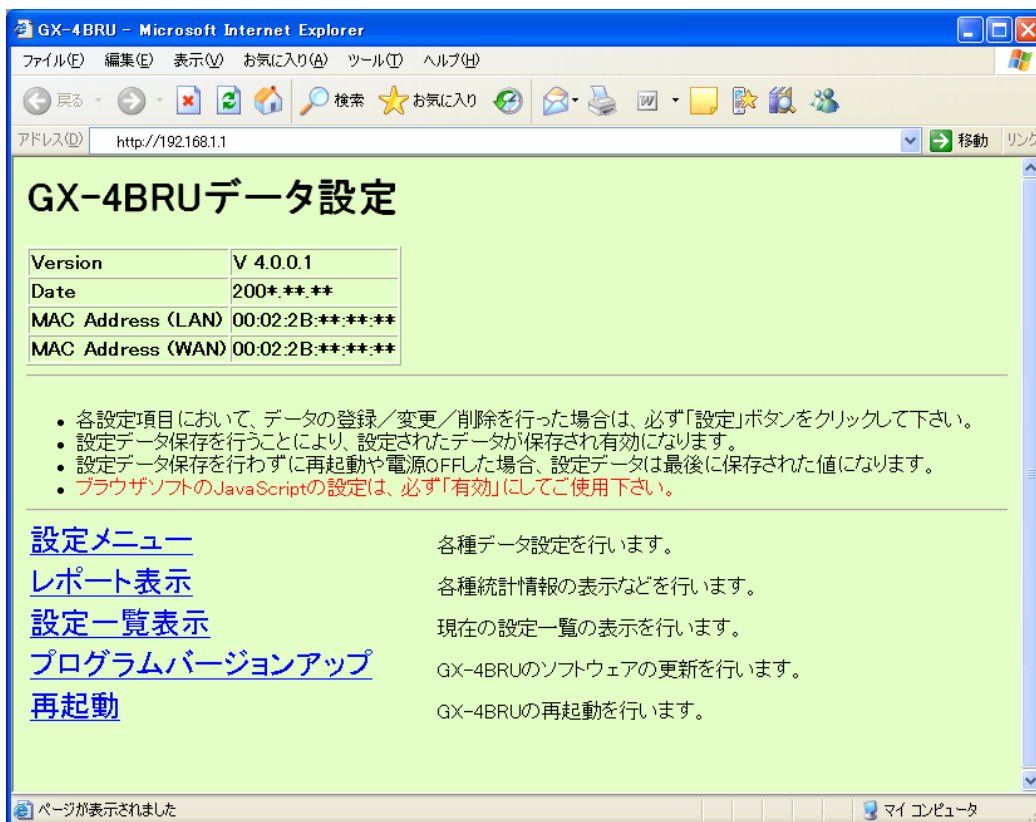 GX-4BRU - Microsoft Internet Explorer
ファイル(F) 編集(E) 表示(V) お気に入り(A) ツール(T) ヘルプ(H)
戻る 検索 お気に入り
アドレス(D) http://192.168.1.1 移動 リンク
GX-4BRUデータ設定
Version V 4.0.0.1
Date 200*.**.**
MAC Address (LAN) 00:02:2B:**:**:**
MAC Address (WAN) 00:02:2B:**:**:**
• 各設定項目において、データの登録／変更／削除を行った場合は、必ず「設定」ボタンをクリックして下さい。
• 設定データ保存を行うことにより、設定されたデータが保存され有効になります。
• 設定データ保存を行わずに再起動や電源OFFした場合、設定データは最後に保存された値になります。
• ブラウザソフトのJavaScriptの設定は、必ず「有効」にしてご使用下さい。
設定メニュー 各種データ設定を行います。
レポート表示 各種統計情報の表示などを行います。
設定一覧表示 現在の設定一覧の表示を行います。
プログラムバージョンアップ GX-4BRUのソフトウェアの更新を行います。
再起動 GX-4BRUの再起動を行います。
ページが表示されました マイ コンピュータ